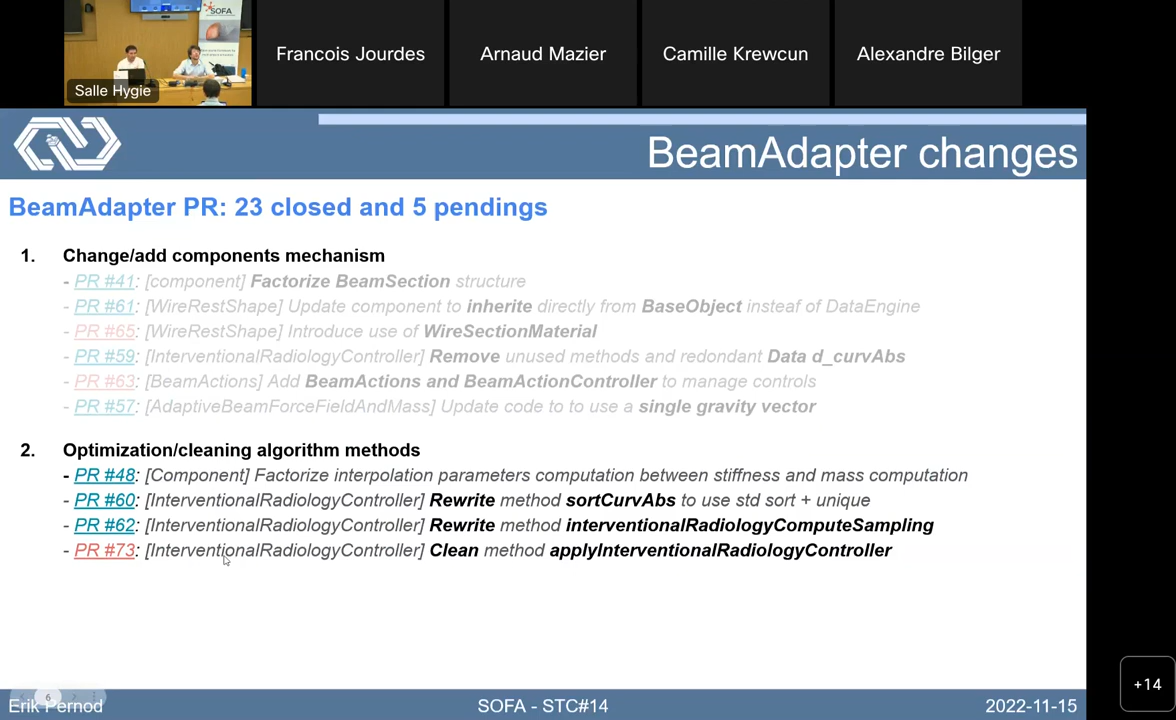 SOFA
Salle Hygie
Francois Jourdes
Arnaud Mazier
Camille Krewcun
Alexandre Bilger
BeamAdapter changes
BeamAdapter PR: 23 closed and 5 pendings
1. Change/add components mechanism
- PR #41: [component] Factorize BeamSection structure
- PR #61: [WireRestShape] Update component to inherite directly from BaseObject insteaf of DataEngine
- PR #65: [WireRestShape] Introduce use of WireSectionMaterial
- PR #59: [InterventionalRadiologyController] Remove unused methods and redondant Data d_curvAbs
- PR #63: [BeamActions] Add BeamActions and BeamActionController to manage controls
- PR #57: [AdaptiveBeamForceFieldAndMass] Update code to to use a single gravity vector
2. Optimization/cleaning algorithm methods
- PR #48: [Component] Factorize interpolation parameters computation between stiffness and mass computation
- PR #60: [InterventionalRadiologyController] Rewrite method sortCurvAbs to use std sort + unique
- PR #62: [InterventionalRadiologyController] Rewrite method interventionalRadiologyComputeSampling
- PR #73: [InterventionalRadiologyController] Clean method applyInterventionalRadiologyController
+14
6
Erik Pernod
SOFA - STC#14
2022-11-15